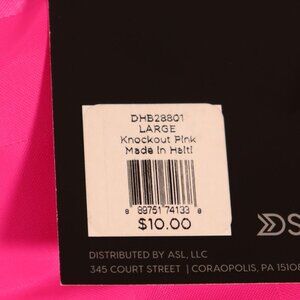 DHB28801
LARGE
Knockout Pink
Made in Haiti
8 89751 74133 8
$10.00
DS
DISTRIBUTED BY ASL, LLC
345 COURT STREET | CORAOPOLIS, PA 15108